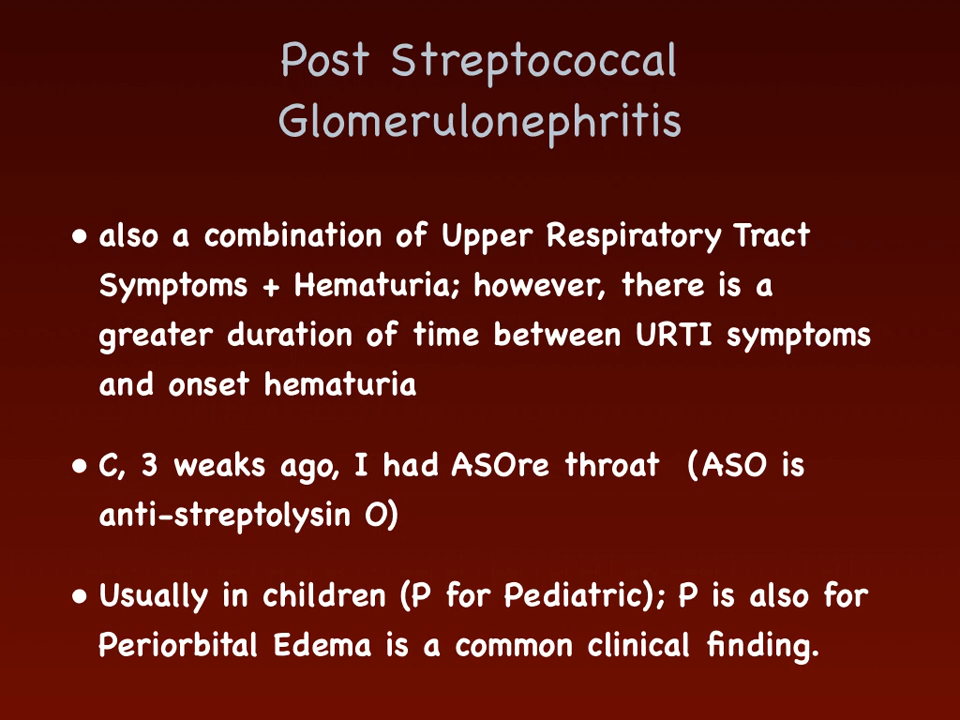 Post Streptococcal
Glomerulonephritis
• also a combination of Upper Respiratory Tract
Symptoms + Hematuria; however, there is a
greater duration of time between URTI symptoms
and onset hematuria
• C, 3 weaks ago, I had ASOre throat (ASO is
anti-streptolysin O)
• Usually in children (P for Pediatric); P is also for
Periorbital Edema is a common clinical finding.